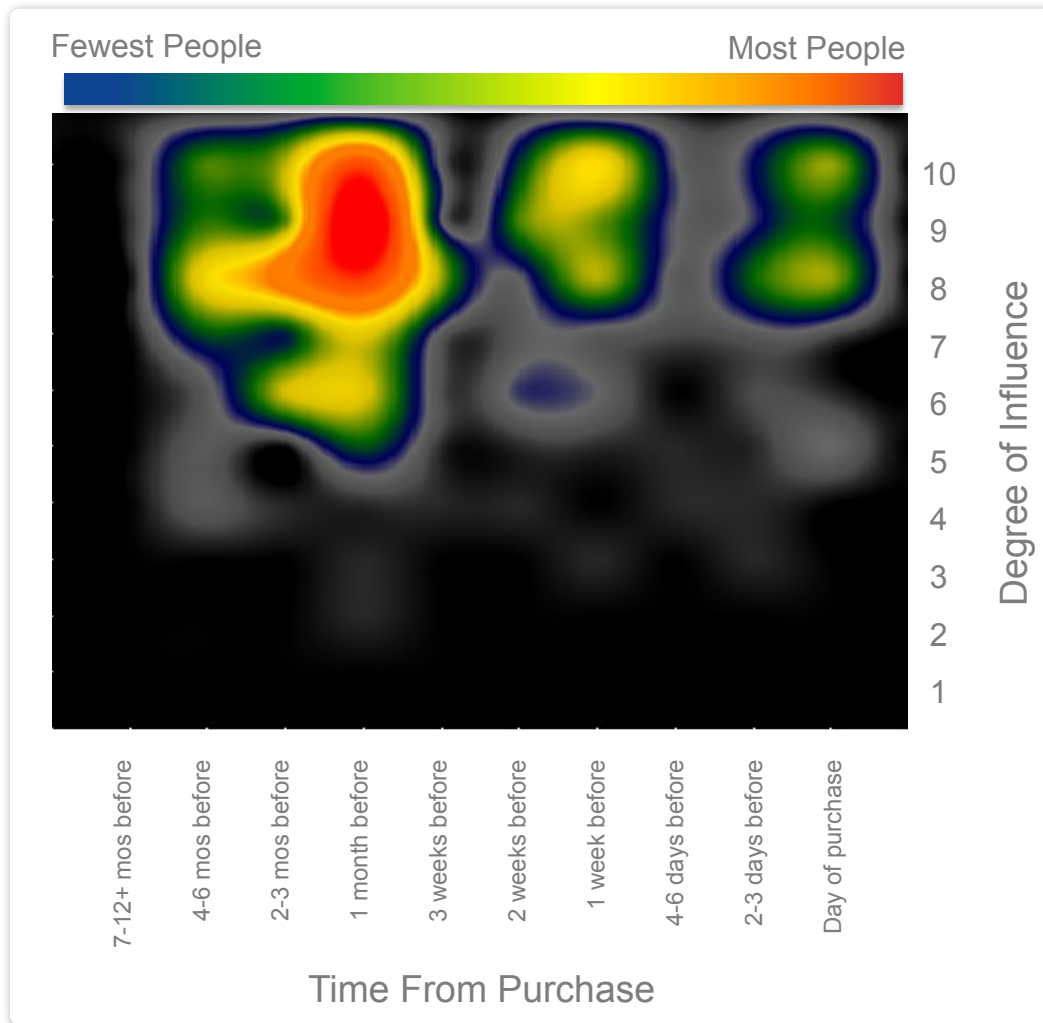 Fewest People
Most People
10
9
8
7
6
5
4
3
2
1
Degree of Influence
7-12+ mos before
4-6 mos before
2-3 mos before
1 month before
3 weeks before
2 weeks before
1 week before
4-6 days before
2-3 days before
Day of purchase
Time From Purchase